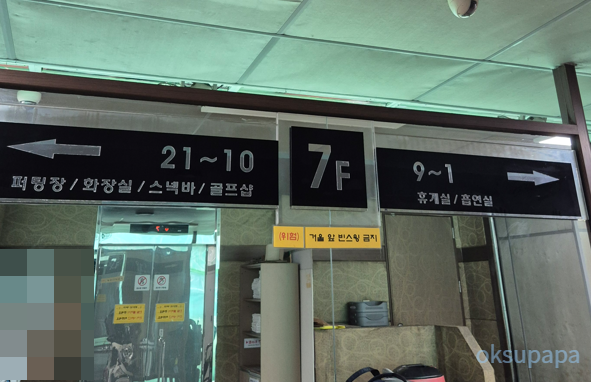 21~10
퍼팅장/화장실/스넥바/골프샵
7F
9~1
휴게실/흡연실
(위험) 거울 앞 빈스윙 금지
oksupapa